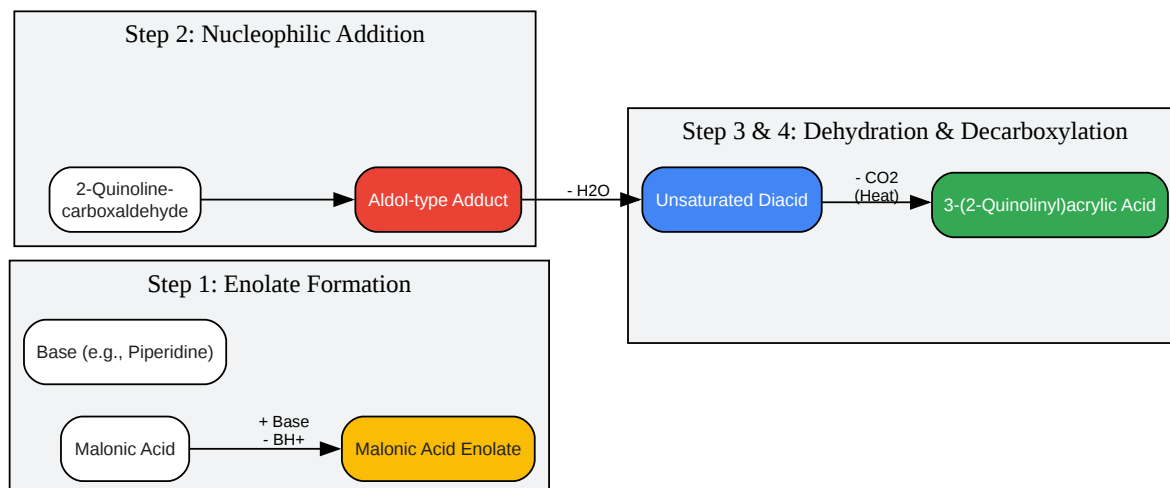 Step 2: Nucleophilic Addition
2-Quinoline-
carboxaldehyde
Aldol-type Adduct
- H2O
Step 3 & 4: Dehydration & Decarboxylation
Unsaturated Diacid
- CO2
(Heat)
3-(2-Quinolinyl)acrylic Acid
Step 1: Enolate Formation
Base (e.g., Piperidine)
Malonic Acid
+ Base
- BH+
Malonic Acid Enolate